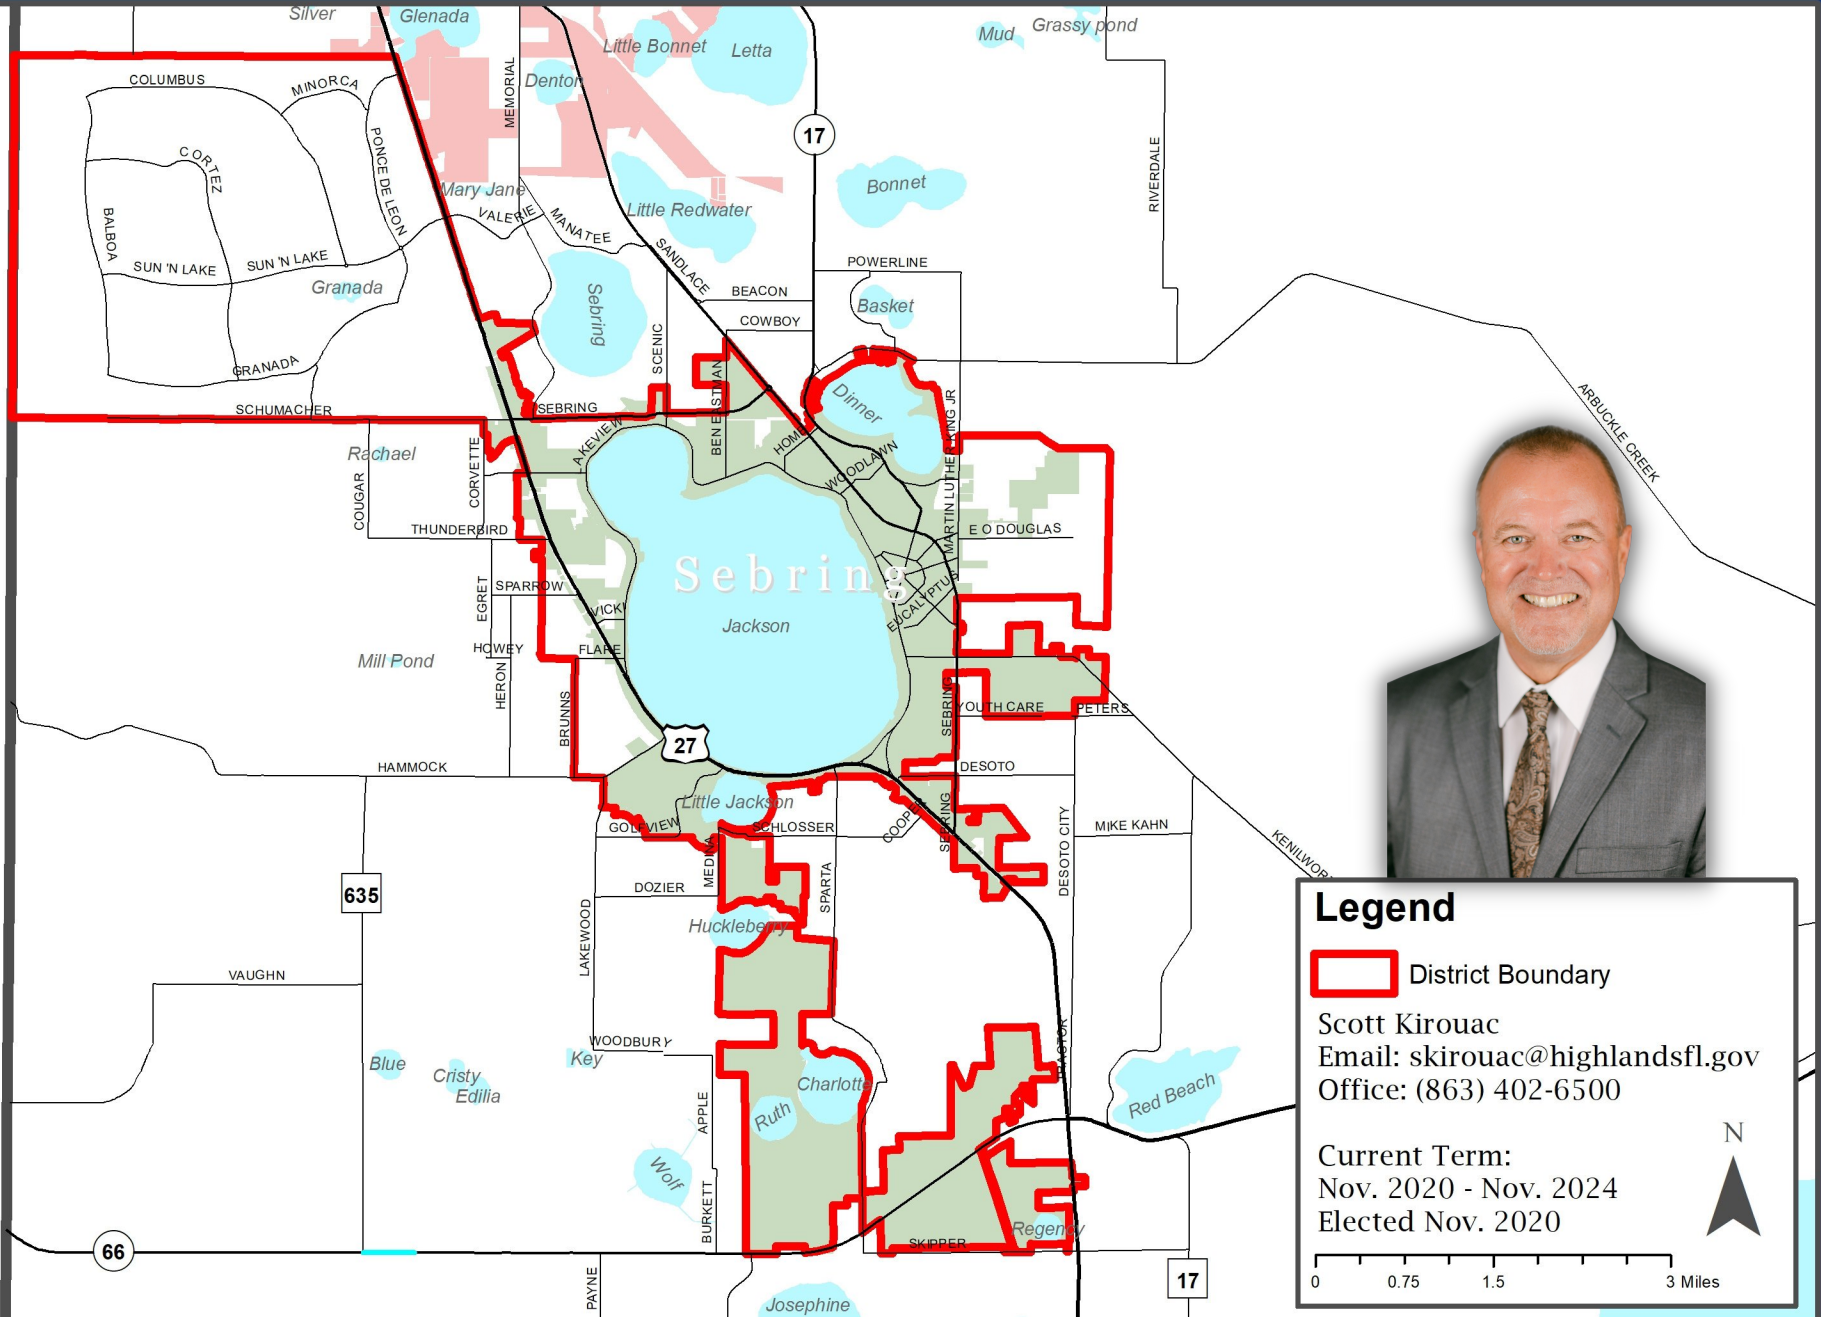 Silver
Glenada
Little Bonnet
Letta
Mud
Grassy pond
COLUMBUS
MINORCA
MEMORIAL
Denton
17
CORTEZ
PONCE DE LEON
RIVERDALE
Mary Jane
VALERIE
MANATEE
Little Redwater
Bonnet
BALBOA
SUN 'N LAKE
SUN 'N LAKE
Granada
SANDLACE
POWERLINE
BEACON
Basket
COWBOY
Sebring
SCENIC
GRANADA
BEN EASTMAN
Dinner
SCHUMACHER
SEBRING
MARTIN LUTHER KING JR
ARBUCKLE CREEK
Rachael
CORVETTE
AKEVIEW
HOM
WOODLAWN
COUGAR
THUNDERBIRD
E O DOUGLAS
Sebring
EGRET
SPARROW
VICKI
EUCALYPTUS
Jackson
HOWEY
FLARE
Mill Pond
HERON
BRUNNS
SEBRING
YOUTH CARE
PETERS
27
HAMMOCK
DESOTO
Little Jackson
GOLFVIEW
SCHLOSSER
COOPER
SEBRING
MIKE KAHN
MEDINA
DESOTO CITY
KENILWOR
635
DOZIER
SPARTA
LAKEWOOD
Huckleberry
VAUGHN
WOODBURY
Key
Blue
Cristy
Edilia
Charlotte
Ruth
APPLE
Red Beach
Wolf
BURKETT
Regency
SKIPPER
66
17
PAYNE
Josephine
Legend
District Boundary
Scott Kirouac
Email: skirouac@highlandsfl.gov
Office: (863) 402-6500
N
Current Term:
Nov. 2020 - Nov. 2024
Elected Nov. 2020
0 0.75 1.5 3 Miles